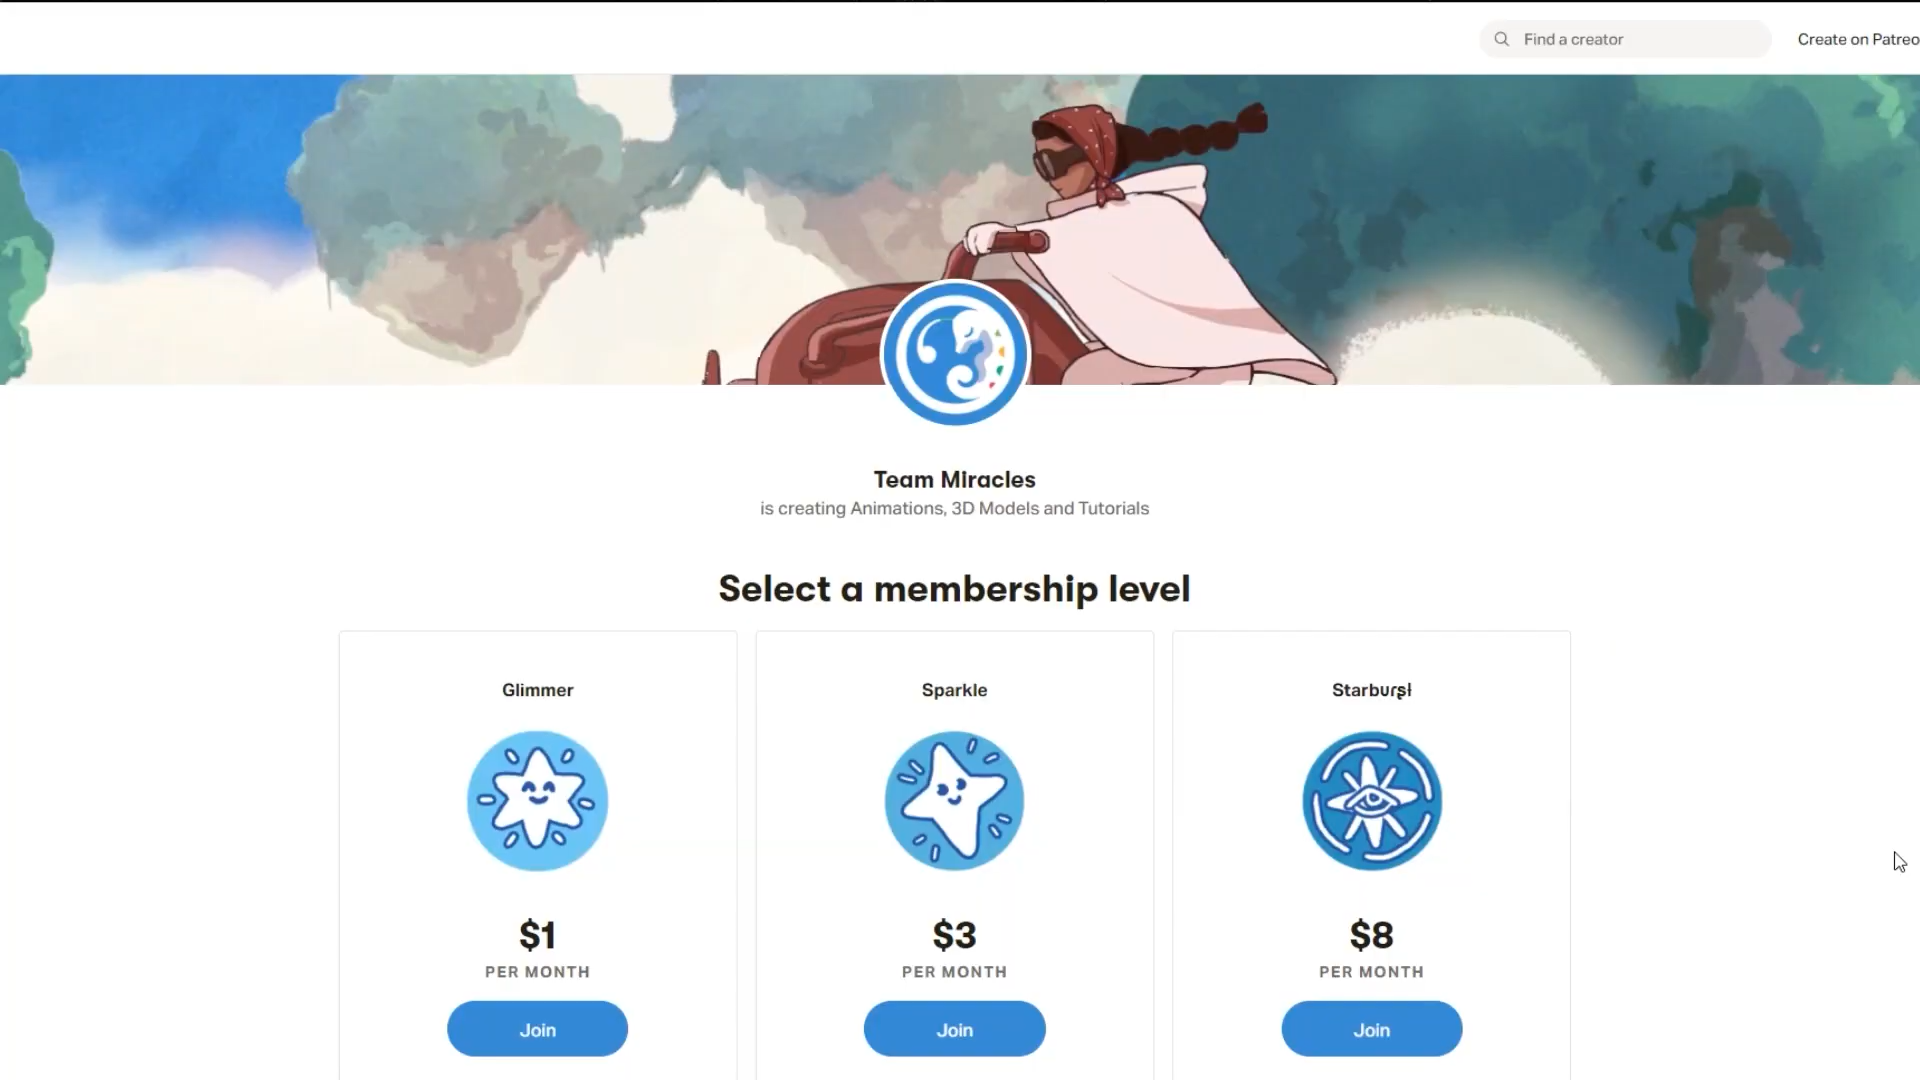 Find a creator
Create on Patreo
Team Miracles
is creating Animations, 3D Models and Tutorials
Select a membership level
Glimmer
Sparkle
Starburst
$1
$3
$8
PER MONTH
PER MONTH
PER MONTH
Join
Join
Join